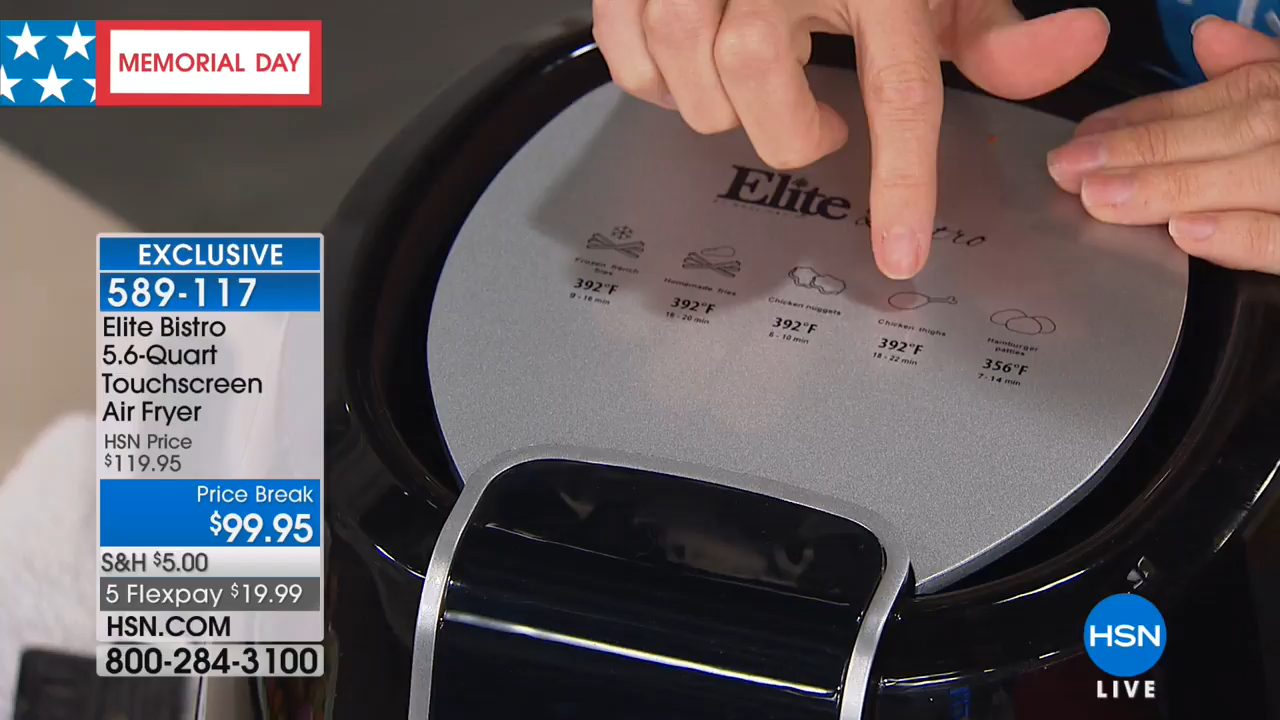 MEMORIAL DAY
EXCLUSIVE
589-117
Elite Bistro
5.6-Quart
Touchscreen
Air Fryer
HSN Price
$119.95
Price Break
$99.95
S&H $5.00
5 Flexpay $19.99
HSN.COM
800-284-3100
Elite
Frozen french
fries
392°F
9 - 16 min
Homemade fries
392°F
16 - 20 min
Chicken nuggets
392°F
6 - 10 min
Chicken thighs
392°F
18 - 22 min
Hamburger
patties
356°F
7 - 14 min
HSN
LIVE